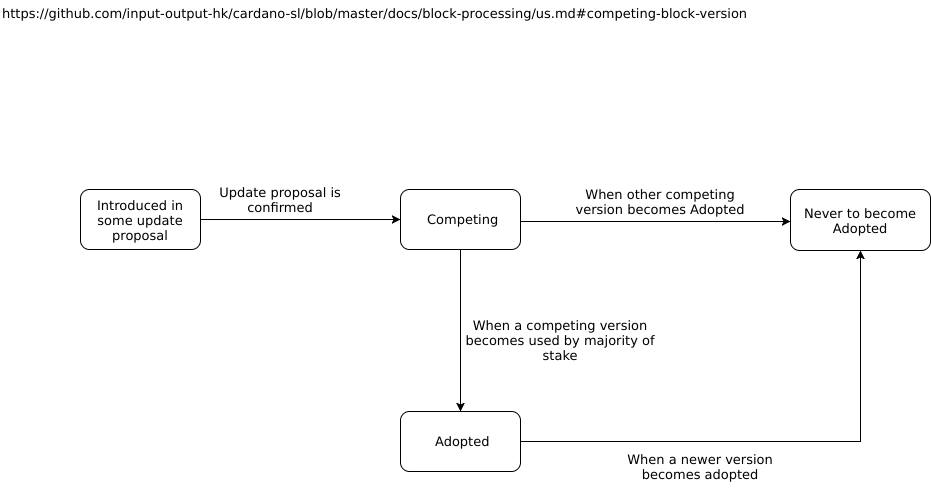 https://github.com/input-output-hk/cardano-sl/blob/master/docs/block-processing/us.md#competing-block-version
Introduced in
some update
proposal
Update proposal is
confirmed
Competing
When other competing
version becomes Adopted
Never to become
Adopted
When a competing version
becomes used by majority of
stake
Adopted
When a newer version
becomes adopted